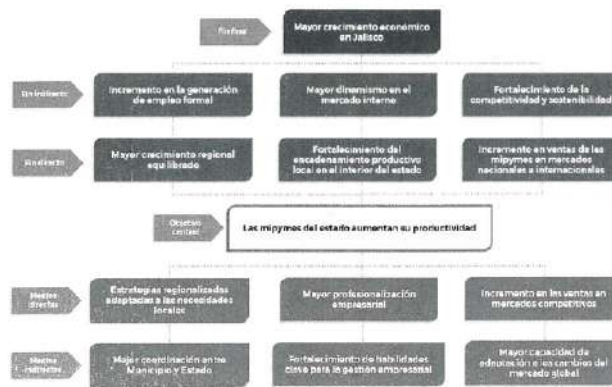 Fin final
Mayor crecimiento económico
en Jalisco
Fin indirecto
Incremento en la generación
de empleo formal
Mayor dinamismo en el
mercado interno
Fortalecimiento de la
competitividad y sostenibilidad
Fin directo
Mayor crecimiento regional
equilibrado
Fortalecimiento del
encadenamiento productivo
local en el interior del estado
Incremento en ventas de las
mipymes en mercados
nacionales e internacionales
Objetivo
central
Las mipymes del estado aumentan su productividad
Medios
directos
Estrategias regionalizadas
adaptadas a las necesidades
locales
Mayor profesionalización
empresarial
Incremento en las ventas en
mercados competitivos
Medios
indirectos
Mejor coordinación entre
Municipio y Estado
Fortalecimiento de habilidades
clave para la gestión empresarial
Mayor capacidad de
adaptación a los cambios del
mercado global